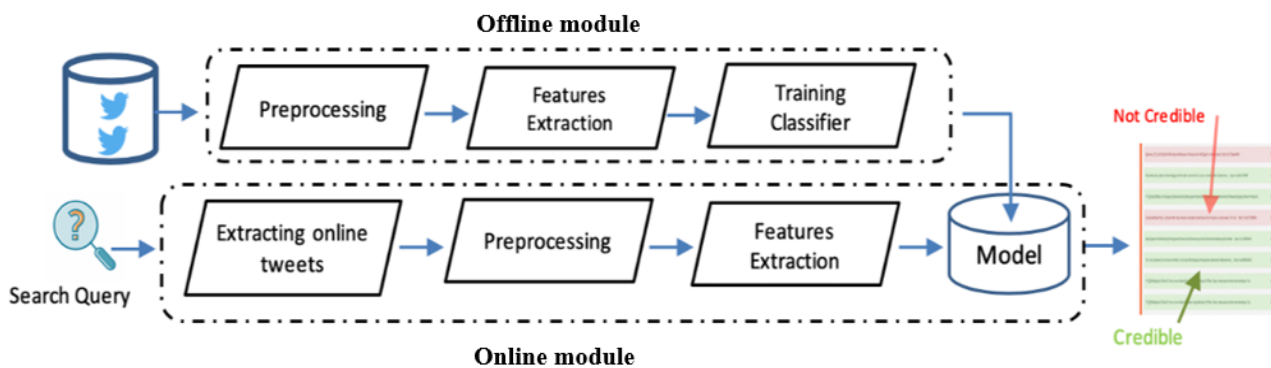 Offline module
Preprocessing
Features
Extraction
Training
Classifier
Not Credible
?
Search Query
Extracting online
tweets
Preprocessing
Features
Extraction
Model
Credible
Online module